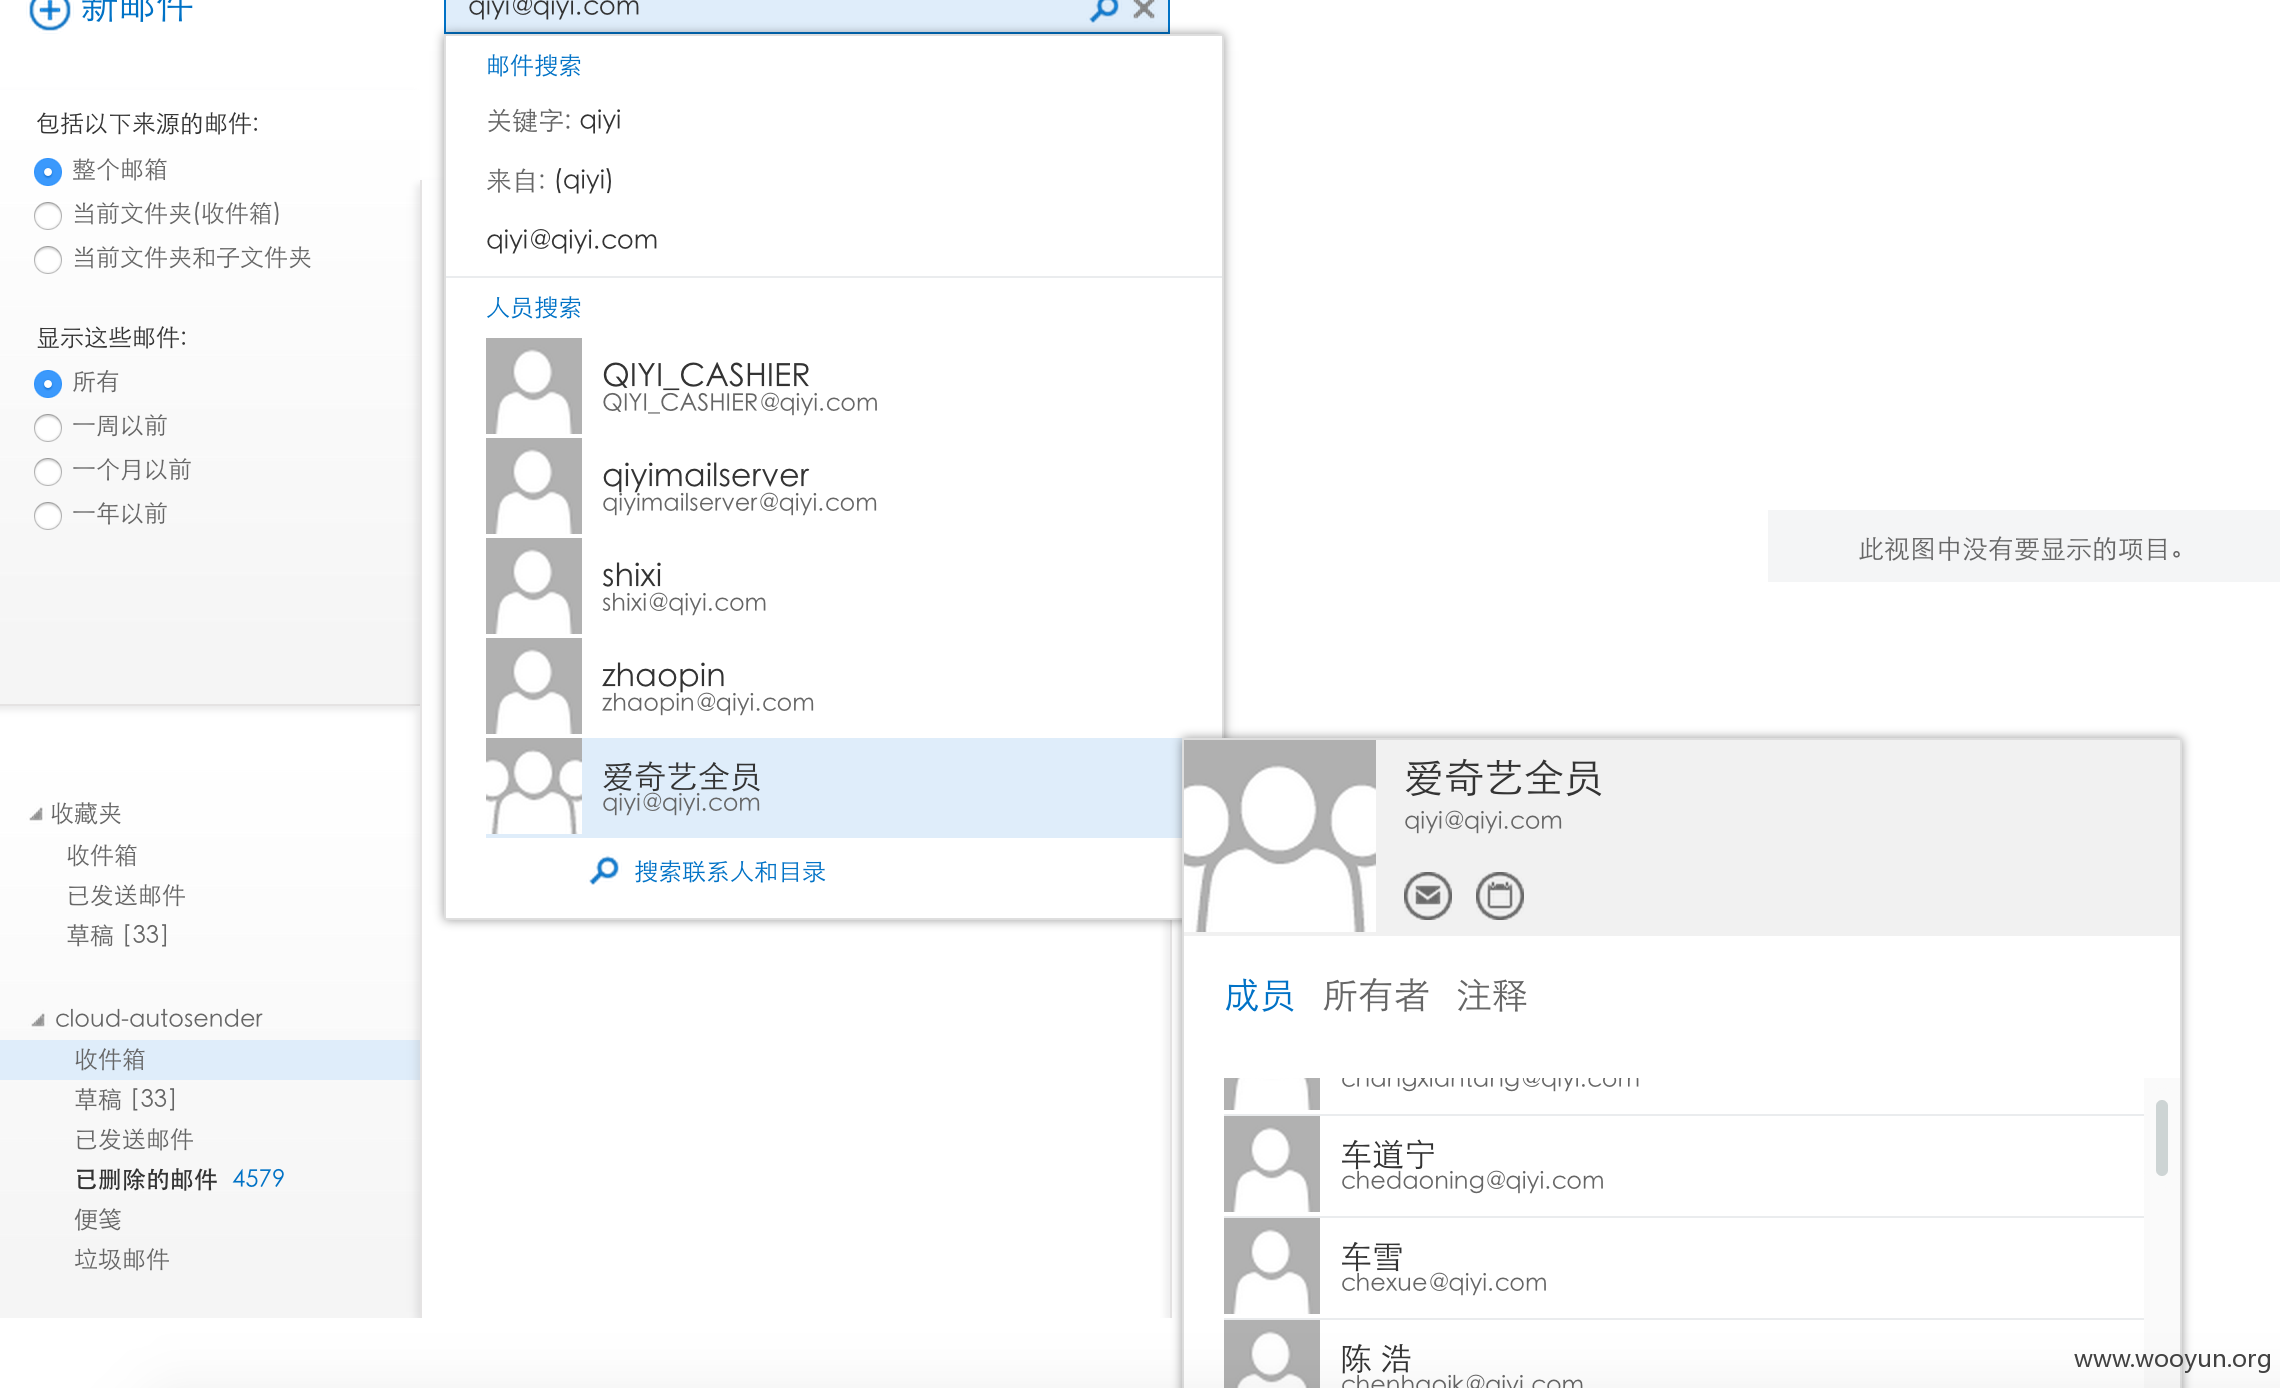 新邮件
qiyi@qiyi.com
邮件搜索
关键字: qiyi
来自: (qiyi)
qiyi@qiyi.com
人员搜索
QIYI_CASHIER
QIYI_CASHIER@qiyi.com
qiyimailserver
qiyimailserver@qiyi.com
shixi
shixi@qiyi.com
zhaopin
zhaopin@qiyi.com
爱奇艺全员
qiyi@qiyi.com
搜索联系人和目录
包括以下来源的邮件:
整个邮箱
当前文件夹(收件箱)
当前文件夹和子文件夹
显示这些邮件:
所有
一周以前
一个月以前
一年以前
收藏夹
收件箱
已发送邮件
草稿 [33]
cloud-autosender
收件箱
草稿 [33]
已发送邮件
已删除的邮件 4579
便笺
垃圾邮件
此视图中没有要显示的项目。
爱奇艺全员
qiyi@qiyi.com
成员 所有者 注释
changxiantang@qiyi.com
车道宁
chedaoning@qiyi.com
车雪
chexue@qiyi.com
陈 浩
chenhaojk@qiyi.com
www.wooyun.org